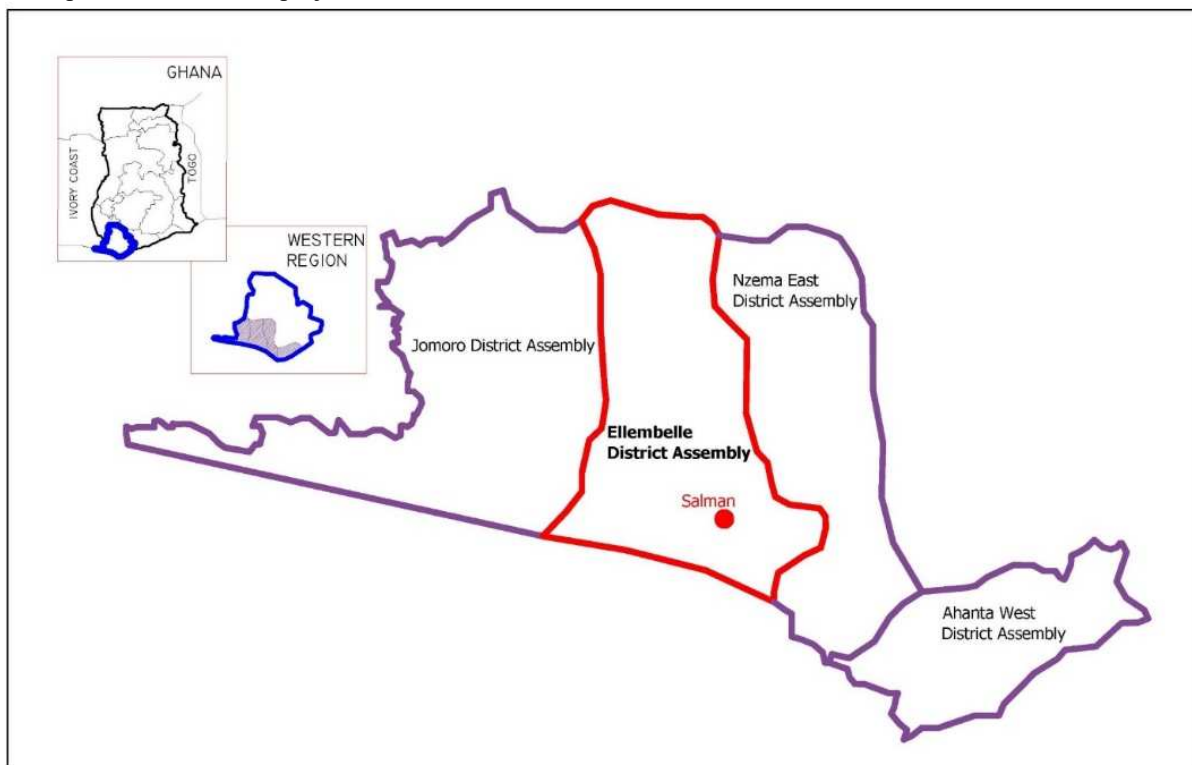 GHANA
IVORY COAST
TOGO
WESTERN
REGION
Nzema East
District Assembly
Jomoro District Assembly
Ellembelle
District Assembly
Salman
Ahanta West
District Assembly